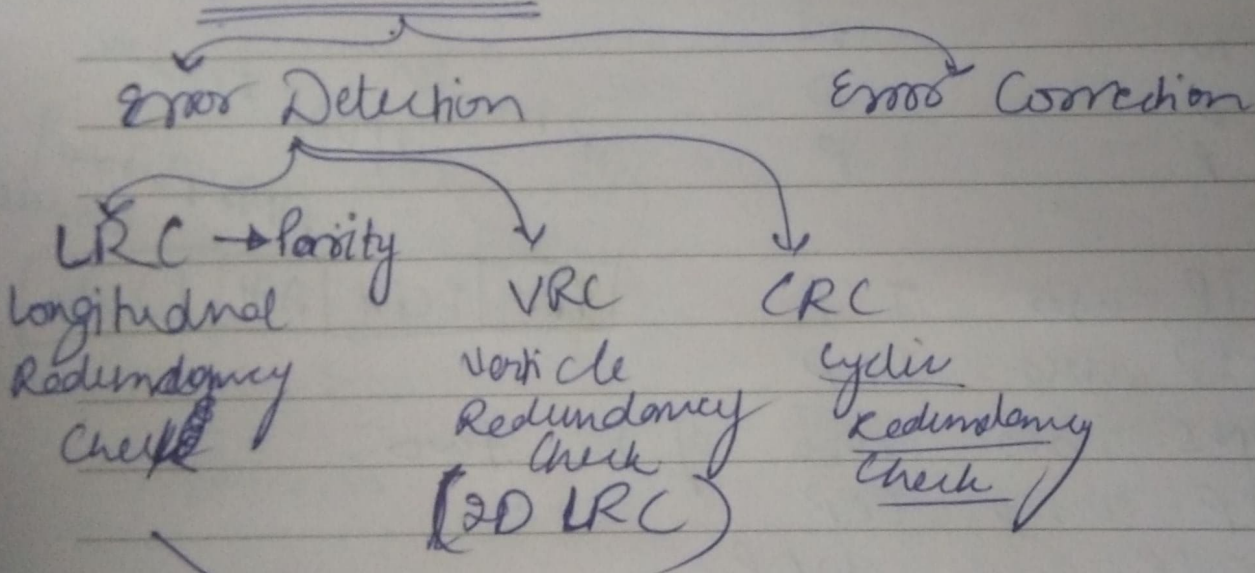 Error Detection Error Correction
LRC → Parity
VRC CRC
Longitudnal
Redundancy
Check
Verticle
Redundancy
Check
(2D LRC)
Cyclic
Redundancy
Check